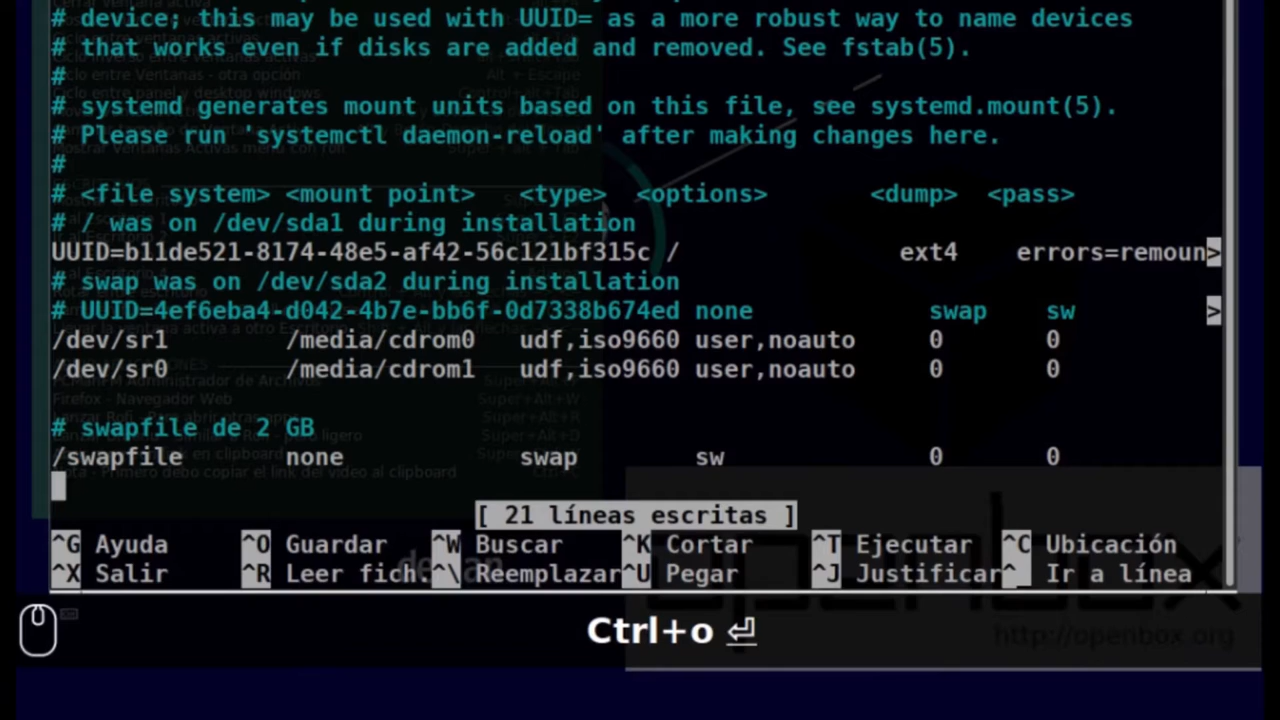 # device; this may be used with UUID= as a more robust way to name devices
# that works even if disks are added and removed. See fstab(5).
#
# systemd generates mount units based on this file, see systemd.mount(5).
# Please run 'systemctl daemon-reload' after making changes here.
#
# <file system> <mount point>   <type>  <options>       <dump>  <pass>
# / was on /dev/sda1 during installation
UUID=b11de521-8174-48e5-af42-56c121bf315c /               ext4    errors=remoun>
# swap was on /dev/sda2 during installation
# UUID=4ef6eba4-d042-4b7e-bb6f-0d7338b674ed none            swap    sw         >
/dev/sr1        /media/cdrom0   udf,iso9660 user,noauto     0       0
/dev/sr0        /media/cdrom1   udf,iso9660 user,noauto     0       0
# swapfile de 2 GB
/swapfile       none            swap        sw              0       0
[ 21 líneas escritas ]
^G Ayuda ^O Guardar ^W Buscar ^K Cortar ^T Ejecutar ^C Ubicación
^X Salir ^R Leer fich. ^\ Reemplazar ^U Pegar ^J Justificar ^_ Ir a línea
openbox
http://openbox.org
Ctrl+o ⏎